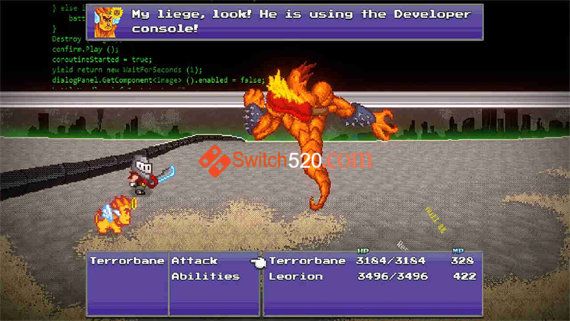 } else i
batt
My liege, look! He is using the Developer
console!
Destroy
confirm.Play ();
coroutineStarted = true;
yield return new WaitForSeconds (1);
dialogPanel.GetComponent<Image> ().enabled = false;
Switch520.com
null &&
HP MP
Terrorbane Attack Terrorbane 3184/3184 328
Abilities Leorion 3496/3496 422